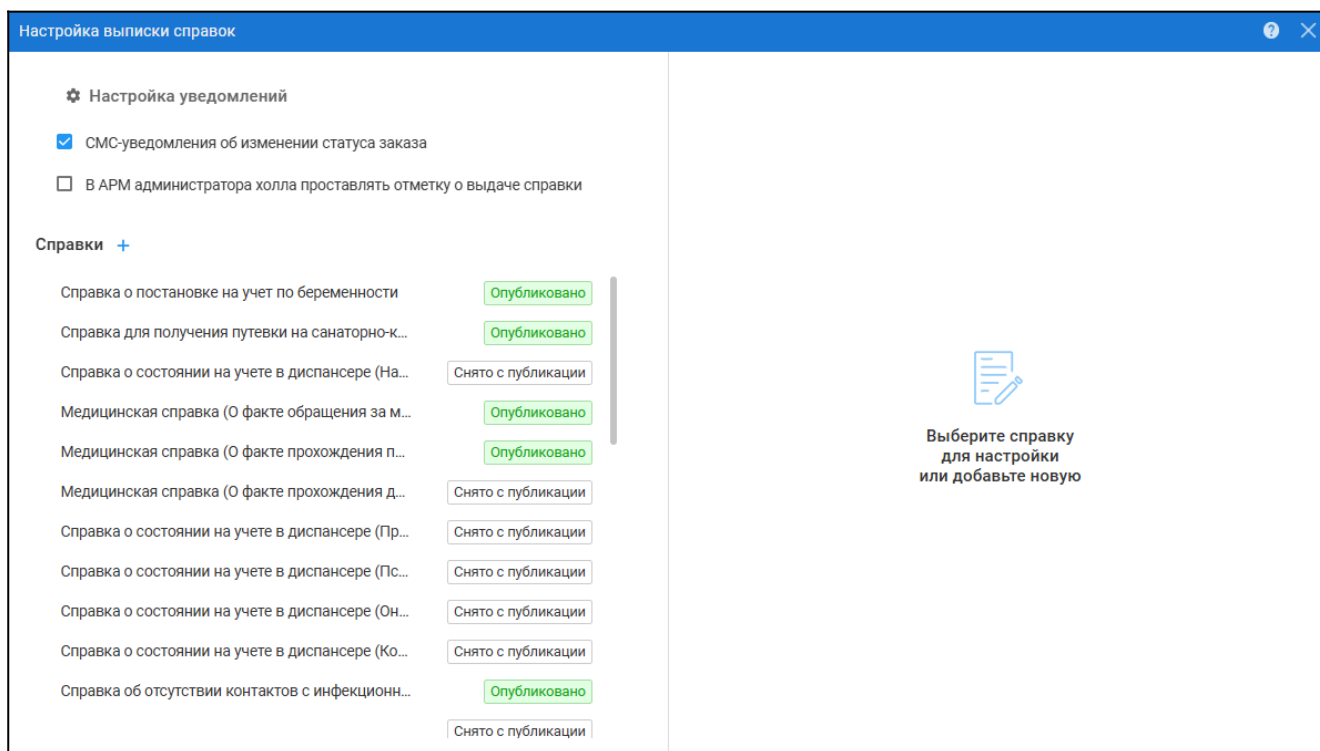 Настройка выписки справок
Настройка уведомлений
СМС-уведомления об изменении статуса заказа
В АРМ администратора холла проставлять отметку о выдаче справки
Справки +
Справка о постановке на учет по беременности Опубликовано
Справка для получения путевки на санаторно-к... Опубликовано
Справка о состоянии на учете в диспансере (На... Снято с публикации
Медицинская справка (О факте обращения за м... Опубликовано
Медицинская справка (О факте прохождения п... Опубликовано
Медицинская справка (О факте прохождения д... Снято с публикации
Справка о состоянии на учете в диспансере (Пр... Снято с публикации
Справка о состоянии на учете в диспансере (Пс... Снято с публикации
Справка о состоянии на учете в диспансере (Он... Снято с публикации
Справка о состоянии на учете в диспансере (Ко... Снято с публикации
Справка об отсутствии контактов с инфекционн... Опубликовано
Снято с публикации
Выберите справку
для настройки
или добавьте новую